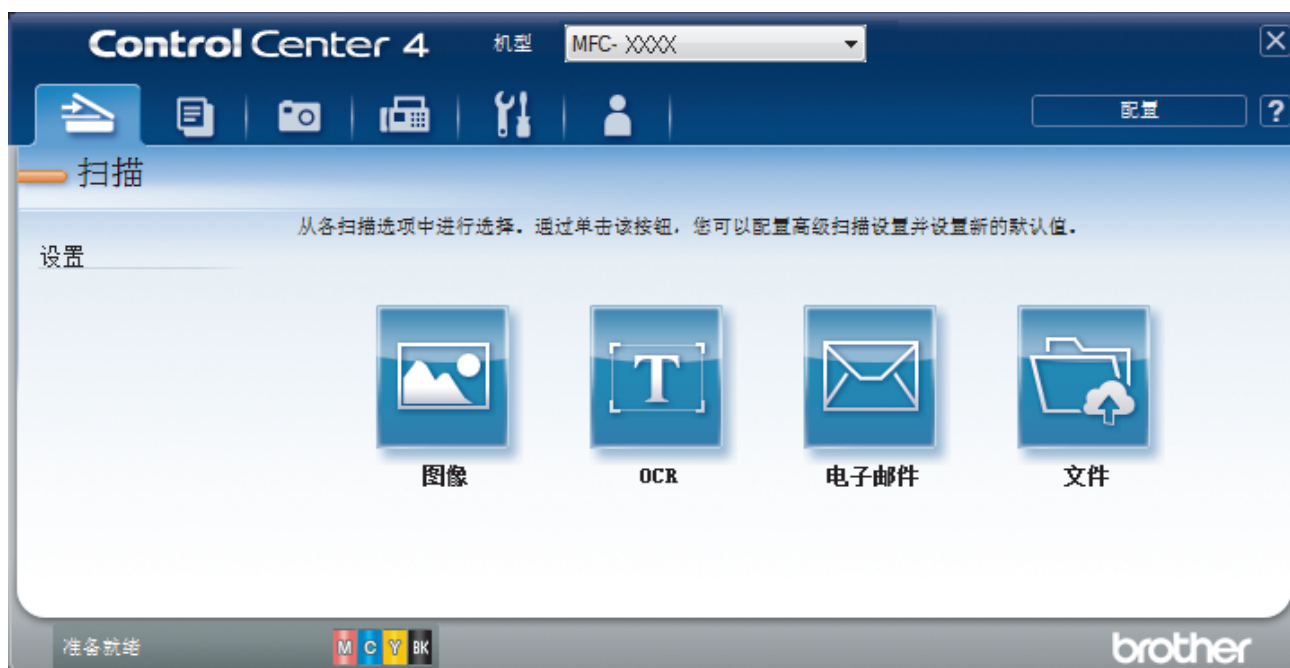 Control Center 4 机型 MFC- XXXX
配置 ?
扫描
从各扫描选项中进行选择。通过单击该按钮，您可以配置高级扫描设置并设置新的默认值。
设置
T
图像 OCR 电子邮件 文件
准备就绪 M C Y BK brother